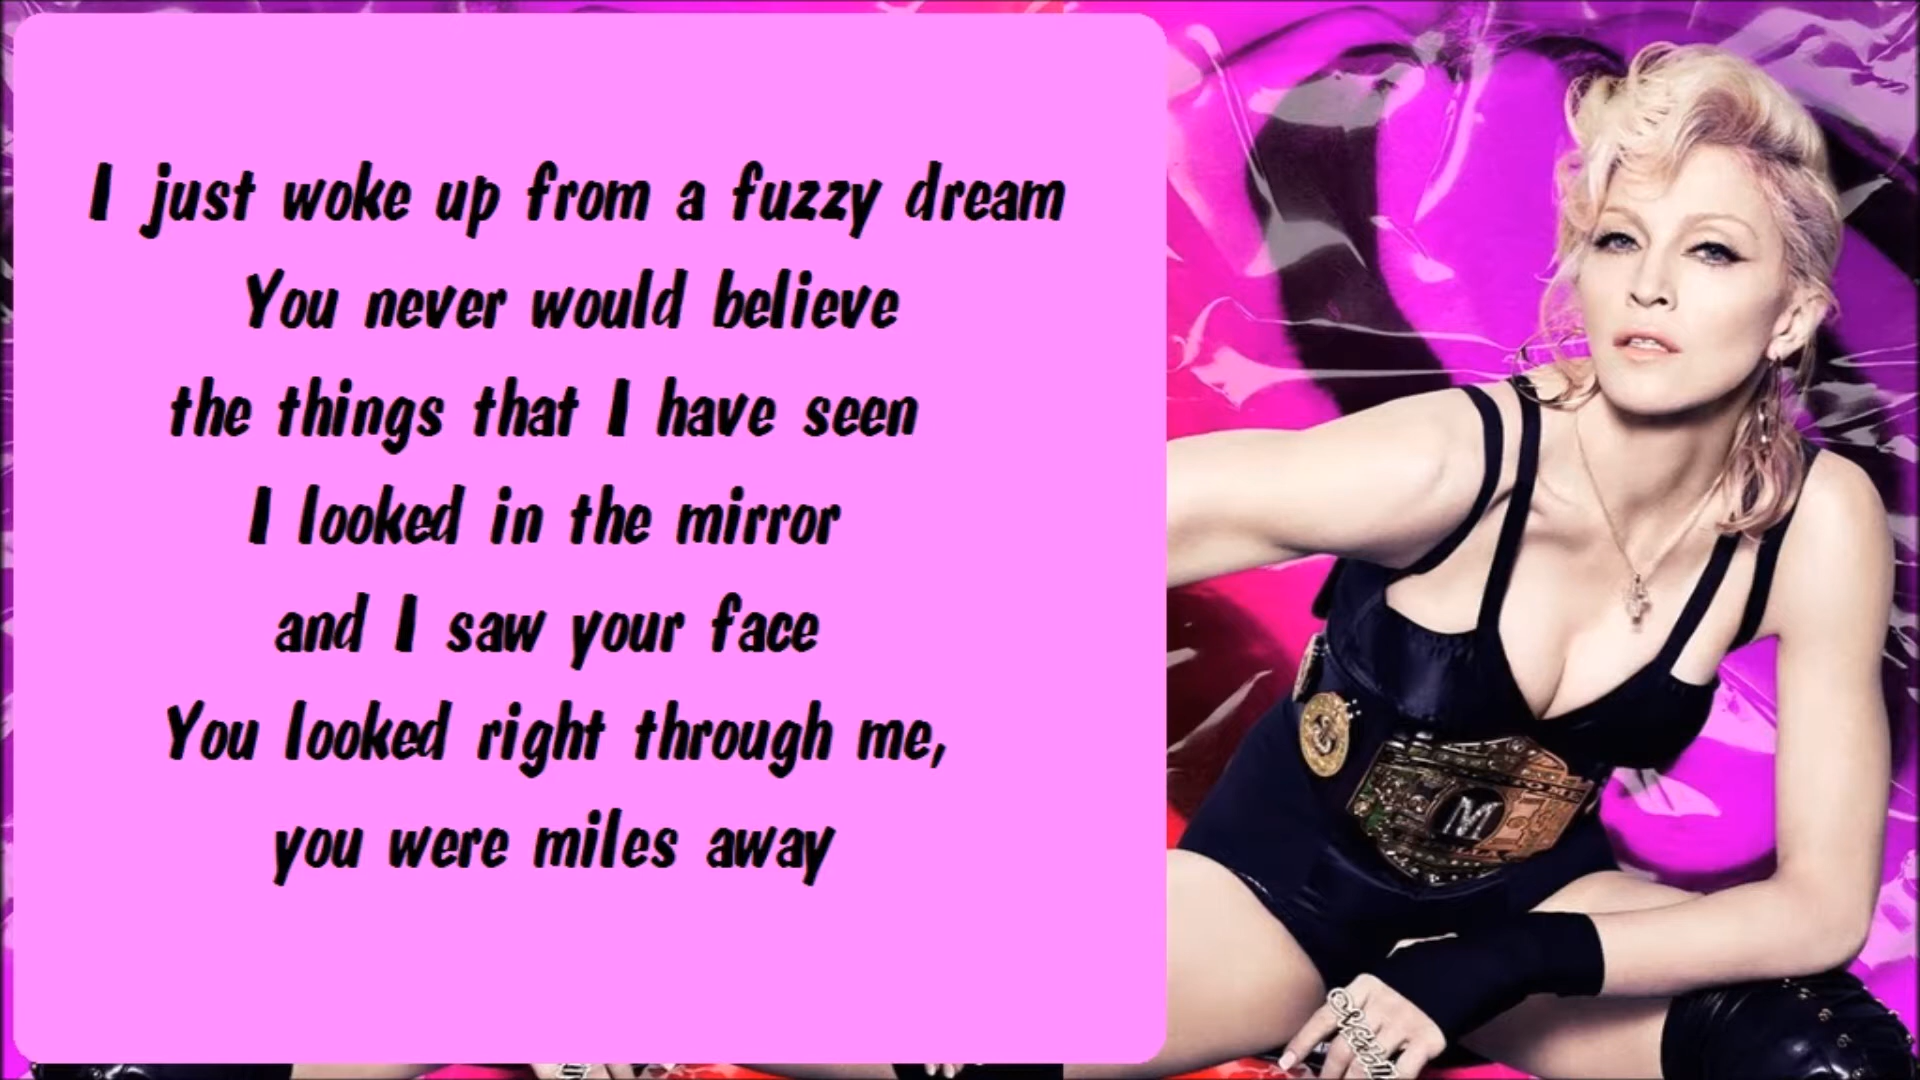 I just woke up from a fuzzy dream
You never would believe
the things that I have seen
I looked in the mirror
and I saw your face
You looked right through me,
you were miles away
M